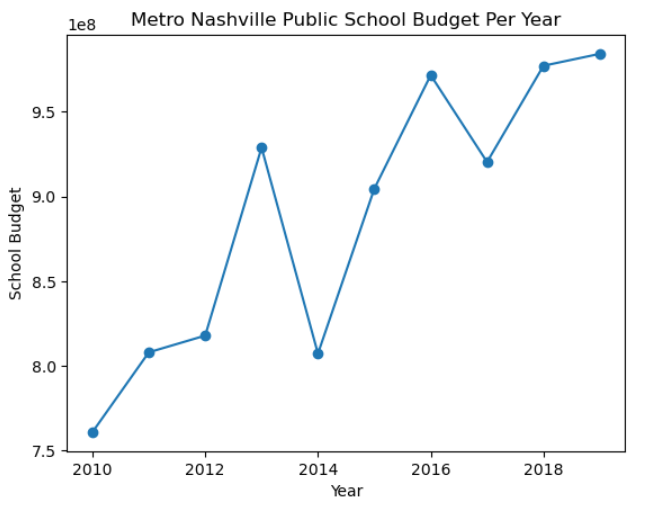 Metro Nashville Public School Budget Per Year
1e8
9.5
9.0
8.5
8.0
7.5
School Budget
2010 2012 2014 2016 2018
Year